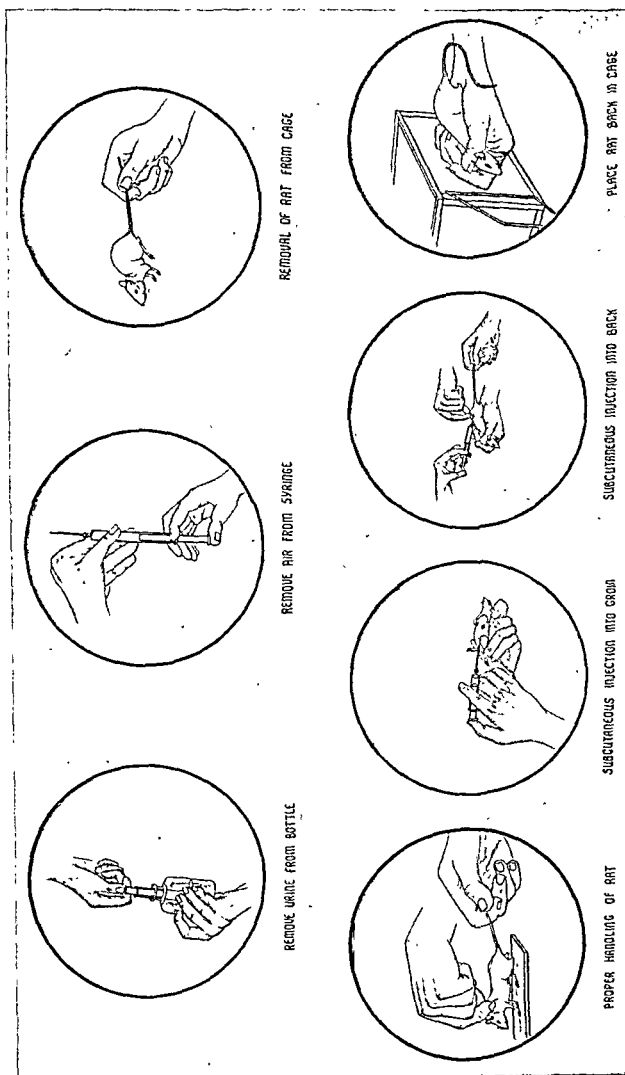 REMOVE URINE FROM BOTTLE
REMOVE AIR FROM SYRINGE
REMOVAL OF RAT FROM CAGE
PROPER HANDLING OF RAT
SUBCUTANEOUS INJECTION INTO GROIN
SUBCUTANEOUS INJECTION INTO BACK
PLACE RAT BACK IN CAGE